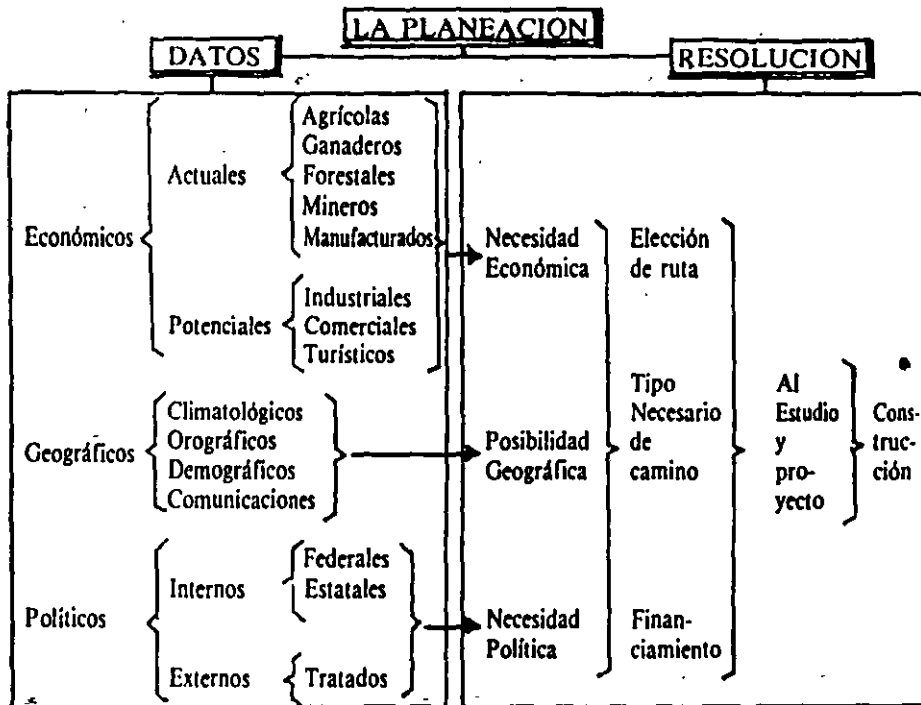 LA PLANEACION
DATOS
RESOLUCION
Económicos
Actuales
Agrícolas
Ganaderos
Forestales
Mineros
Manufacturados
Potenciales
Industriales
Comerciales
Turísticos
Geográficos
Climatológicos
Orográficos
Demográficos
Comunicaciones
Políticos
Internos
Federales
Estatales
Externos
Tratados
Necesidad
Económica
Posibilidad
Geográfica
Necesidad
Política
Elección
de ruta
Tipo
Necesario
de
camino
Finan-
ciamiento
Al
Estudio
y
pro-
yecto
Cons-
truc-
ción